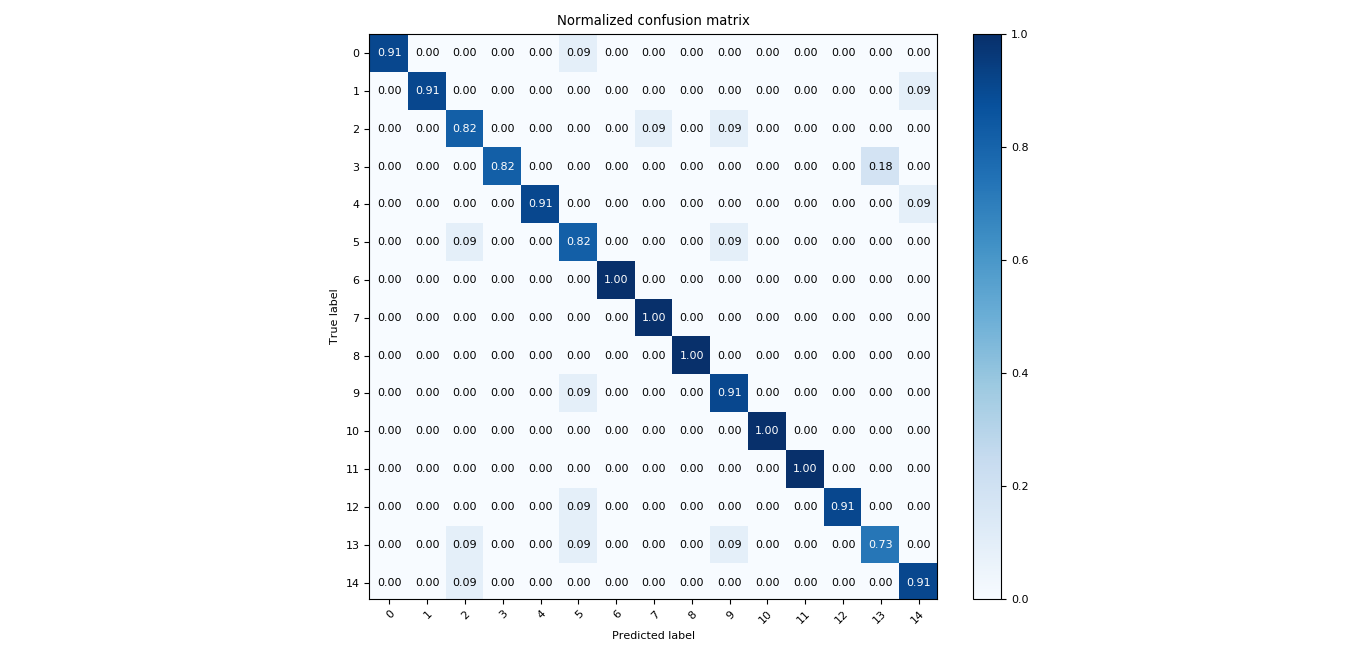 Normalized confusion matrix
0 0.91 0.00 0.00 0.00 0.00 0.09 0.00 0.00 0.00 0.00 0.00 0.00 0.00 0.00 0.00
1 0.00 0.91 0.00 0.00 0.00 0.00 0.00 0.00 0.00 0.00 0.00 0.00 0.00 0.00 0.09
2 0.00 0.00 0.82 0.00 0.00 0.00 0.00 0.09 0.00 0.09 0.00 0.00 0.00 0.00 0.00
3 0.00 0.00 0.00 0.82 0.00 0.00 0.00 0.00 0.00 0.00 0.00 0.00 0.00 0.18 0.00
4 0.00 0.00 0.00 0.00 0.91 0.00 0.00 0.00 0.00 0.00 0.00 0.00 0.00 0.00 0.09
5 0.00 0.00 0.09 0.00 0.00 0.82 0.00 0.00 0.00 0.09 0.00 0.00 0.00 0.00 0.00
6 0.00 0.00 0.00 0.00 0.00 0.00 1.00 0.00 0.00 0.00 0.00 0.00 0.00 0.00 0.00
7 0.00 0.00 0.00 0.00 0.00 0.00 0.00 1.00 0.00 0.00 0.00 0.00 0.00 0.00 0.00
8 0.00 0.00 0.00 0.00 0.00 0.00 0.00 0.00 1.00 0.00 0.00 0.00 0.00 0.00 0.00
9 0.00 0.00 0.00 0.00 0.00 0.09 0.00 0.00 0.00 0.91 0.00 0.00 0.00 0.00 0.00
10 0.00 0.00 0.00 0.00 0.00 0.00 0.00 0.00 0.00 0.00 1.00 0.00 0.00 0.00 0.00
11 0.00 0.00 0.00 0.00 0.00 0.00 0.00 0.00 0.00 0.00 0.00 1.00 0.00 0.00 0.00
12 0.00 0.00 0.00 0.00 0.00 0.09 0.00 0.00 0.00 0.00 0.00 0.00 0.91 0.00 0.00
13 0.00 0.00 0.09 0.00 0.00 0.09 0.00 0.00 0.00 0.09 0.00 0.00 0.00 0.73 0.00
14 0.00 0.00 0.09 0.00 0.00 0.00 0.00 0.00 0.00 0.00 0.00 0.00 0.00 0.00 0.91
0 1 2 3 4 5 6 7 8 9 10 11 12 13 14
True label
Predicted label
1.0
0.8
0.6
0.4
0.2
0.0